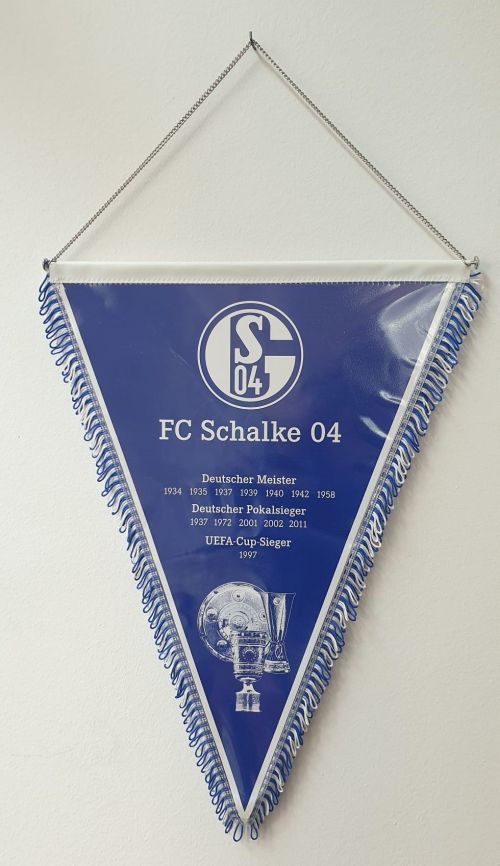 S
04
FC Schalke 04
Deutscher Meister
1934 1935 1937 1939 1940 1942 1958
Deutscher Pokalsieger
1937 1972 2001 2002 2011
UEFA-Cup-Sieger
1997